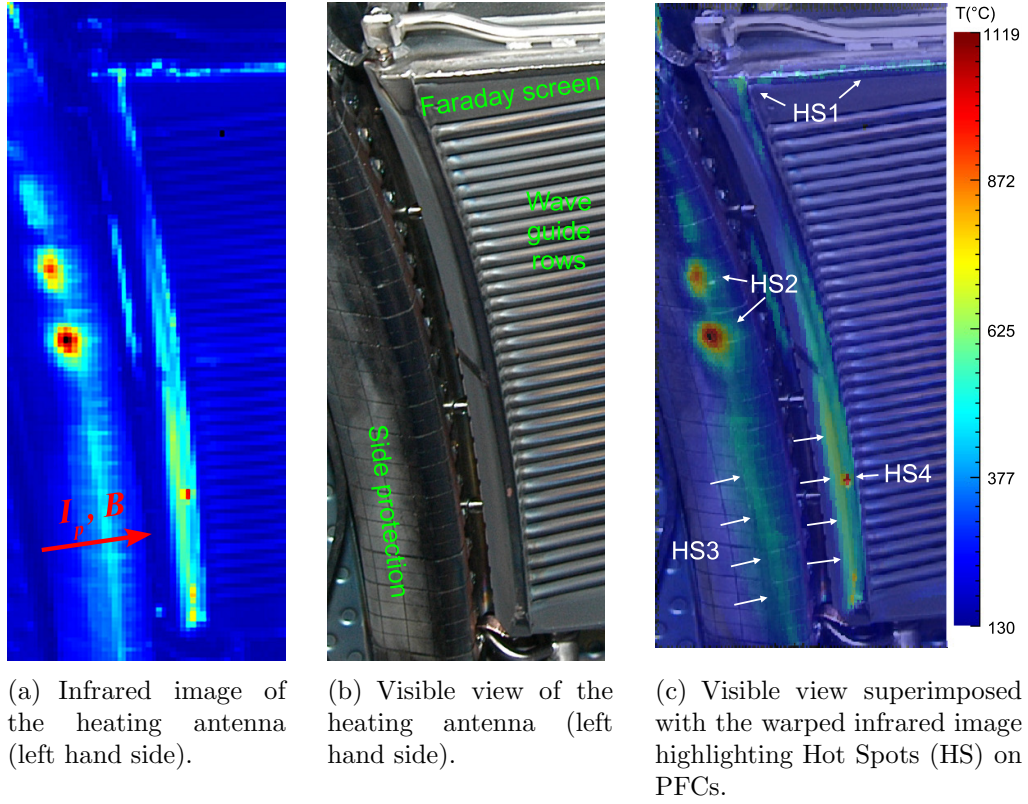 I_p, B
Faraday screen
Wave
guide
rows
Side protection
HS1
HS2
HS3
HS4
T(°C)
1119
872
625
377
130
(a) Infrared image of
the heating antenna
(left hand side).
(b) Visible view of the
heating antenna (left
hand side).
(c) Visible view superimposed
with the warped infrared image
highlighting Hot Spots (HS) on
PFCs.